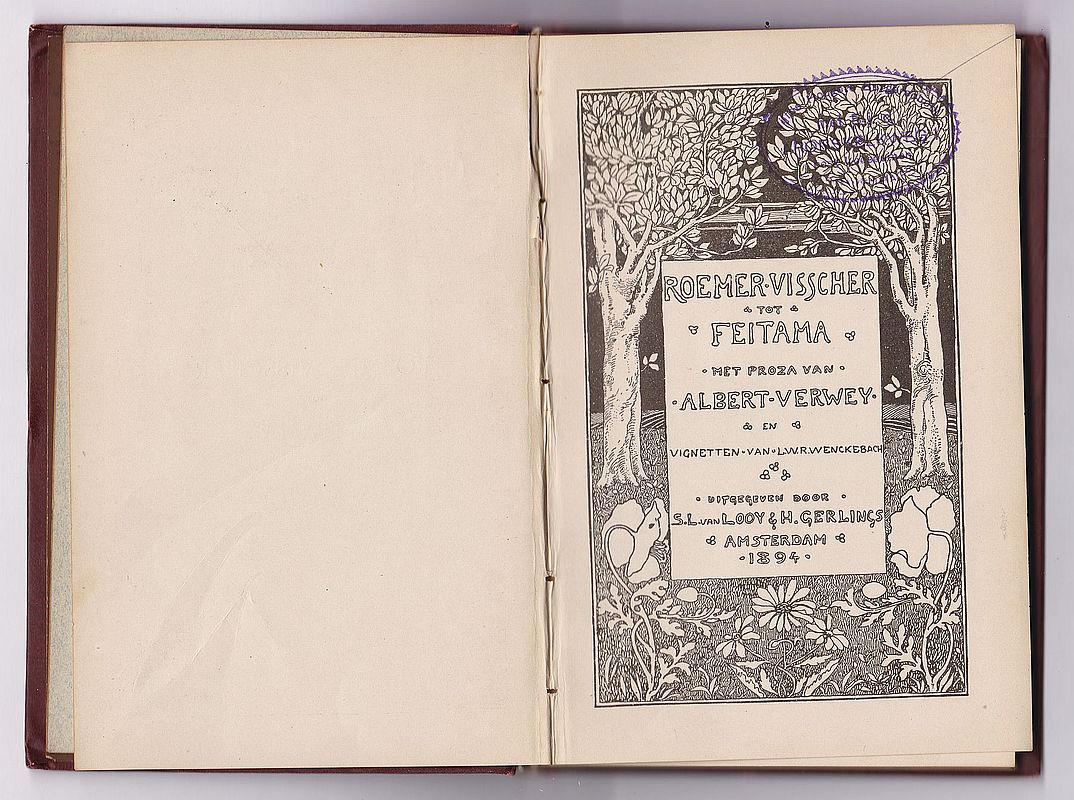 ROEMER·VISSCHER
TOT
FEITAMA
·MET PROZA VAN·
·ALBERT·VERWEY·
EN
VIGNETTEN·VAN·L.W.R.WENCKEBACH
·UITGEGEVEN DOOR·
S.L.VAN LOOY & H.GERLINGS
AMSTERDAM
·1894·